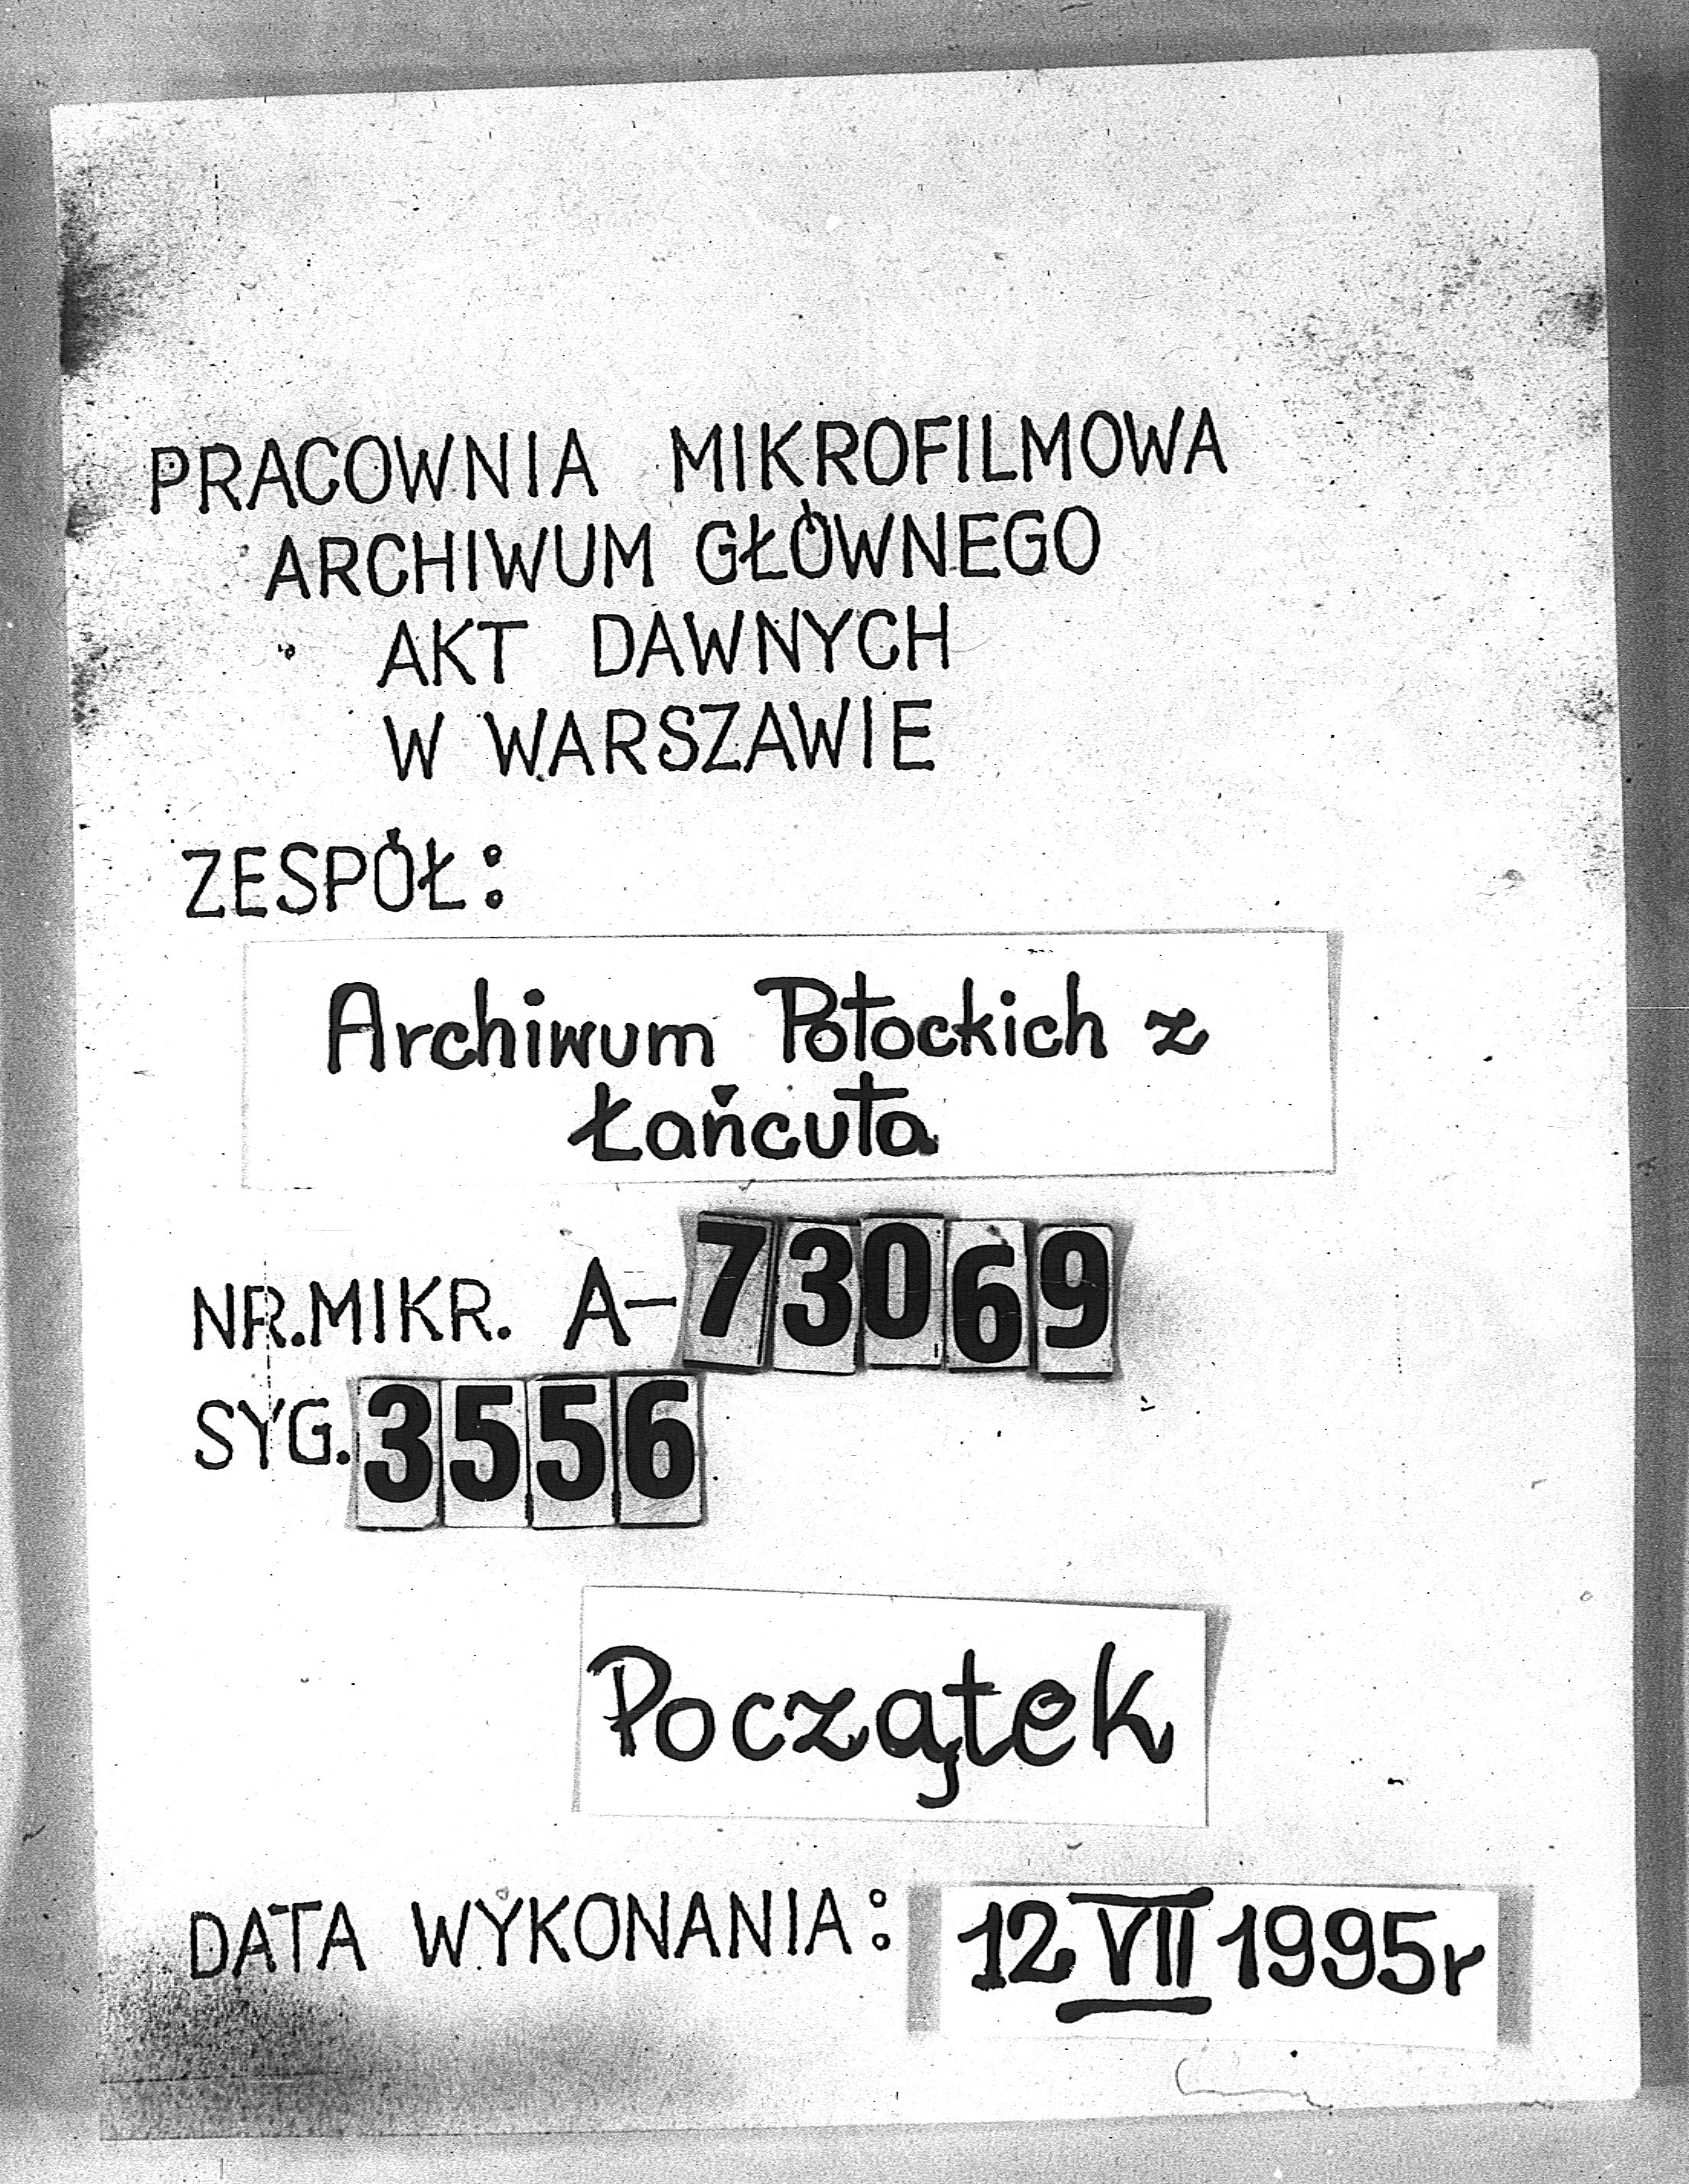 PRACOWNIA MIKROFILMOWA
ARCHIWUM GŁÓWNEGO
AKT DAWNYCH
W WARSZAWIE
ZESPÓŁ:
Archiwum Potockich z
Łańcuta
NR.MIKR. A-73069
SYG. 3556
Początek
DATA WYKONANIA: 12 VII 1995r